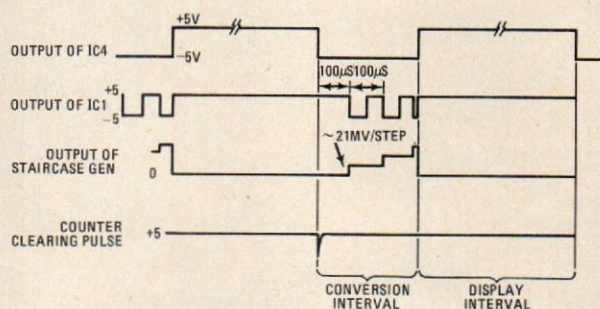 +5V
OUTPUT OF IC4
−5V
100µS 100µS
+5
OUTPUT OF IC1
−5
~21MV/STEP
OUTPUT OF
STAIRCASE GEN
0
COUNTER
CLEARING PULSE
+5
CONVERSION
INTERVAL
DISPLAY
INTERVAL